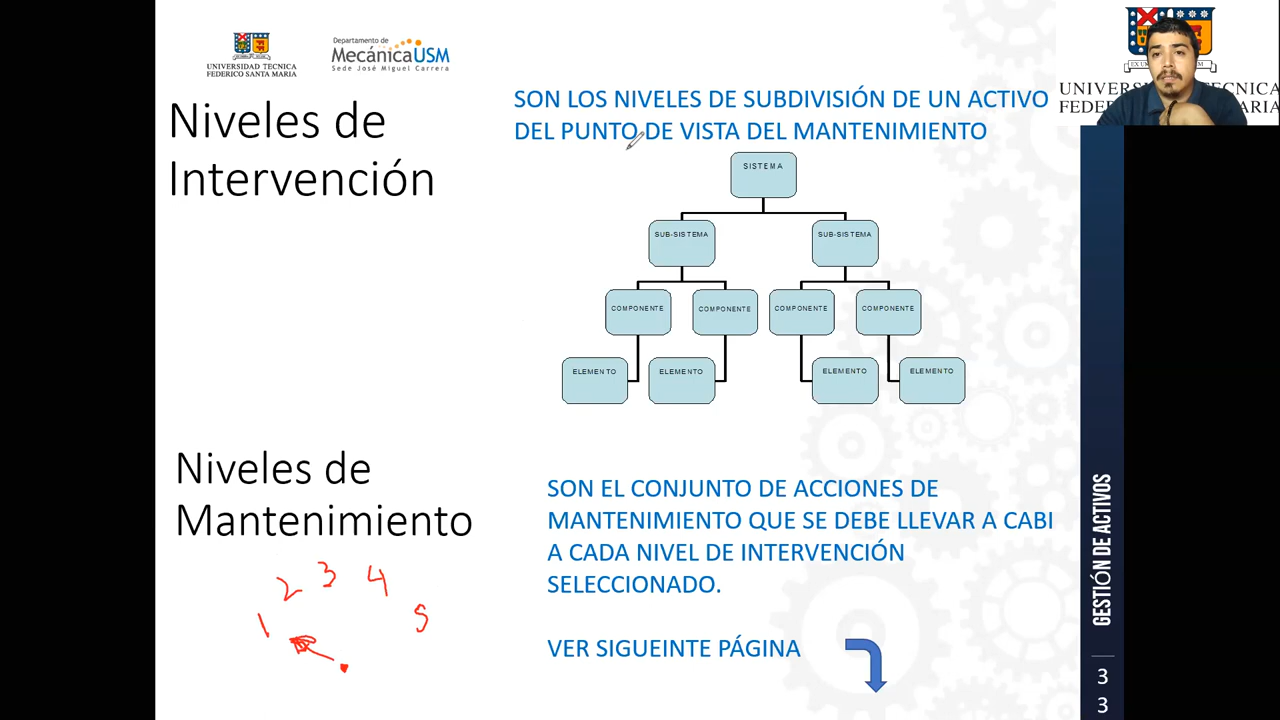 UNIVERSIDAD TECNICA
FEDERICO SANTA MARIA
Departamento de
MecánicaUSM
Sede José Miguel Carrera
Niveles de
Intervención
SON LOS NIVELES DE SUBDIVISIÓN DE UN ACTIVO
DEL PUNTO DE VISTA DEL MANTENIMIENTO
SISTEMA
SUB-SISTEMA
SUB-SISTEMA
COMPONENTE
COMPONENTE
COMPONENTE
COMPONENTE
ELEMENTO
ELEMENTO
ELEMENTO
ELEMENTO
Niveles de
Mantenimiento
1 2 3 4 5
SON EL CONJUNTO DE ACCIONES DE
MANTENIMIENTO QUE SE DEBE LLEVAR A CABI
A CADA NIVEL DE INTERVENCIÓN
SELECCIONADO.
VER SIGUEINTE PÁGINA
GESTIÓN DE ACTIVOS
3
3